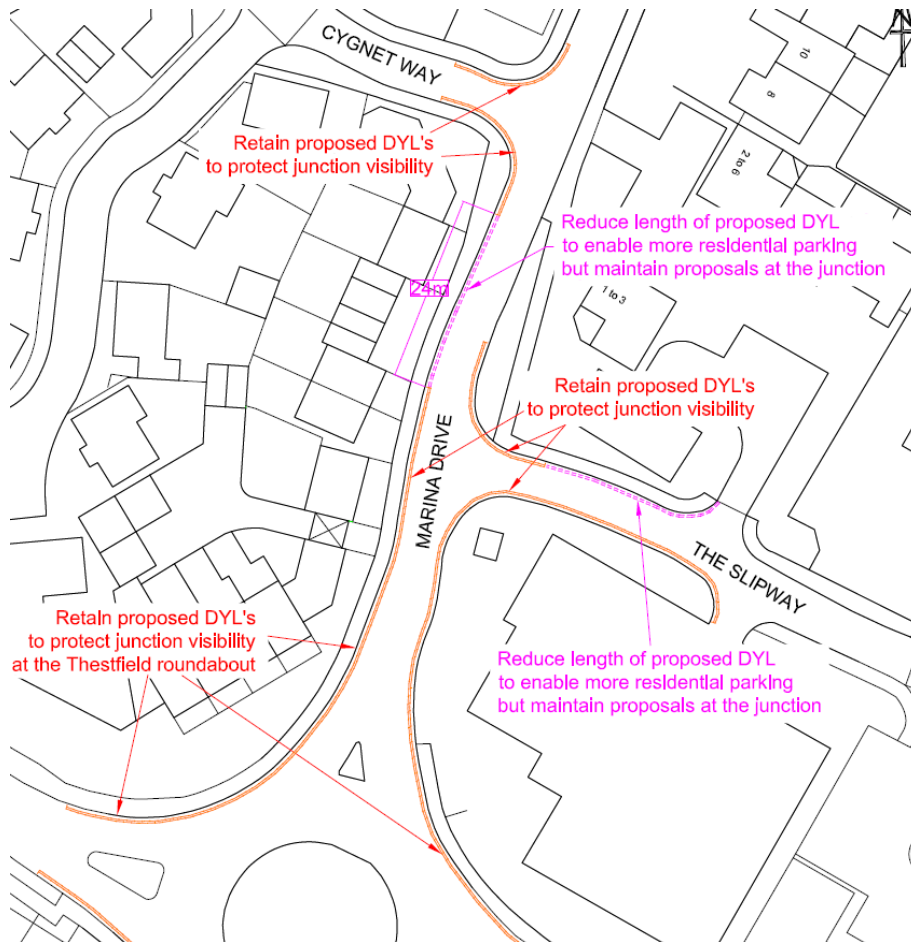 CYGNET WAY
10
8
2 to 6
Retain proposed DYL's
to protect junction visibility
Reduce length of proposed DYL
to enable more residential parking
but maintain proposals at the junction
24m
1 to 3
Retain proposed DYL's
to protect junction visibility
MARINA DRIVE
THE SLIPWAY
Retain proposed DYL's
to protect junction visibility
at the Thestfield roundabout
Reduce length of proposed DYL
to enable more residential parking
but maintain proposals at the junction